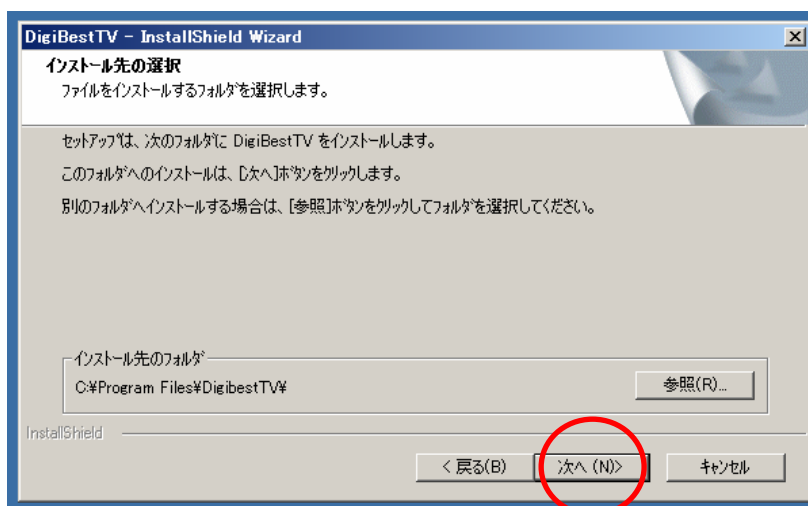 DigiBestTV - InstallShield Wizard
インストール先の選択
ファイルをインストールするフォルダを選択します。
セットアップは、次のフォルダに DigiBestTV をインストールします。
このフォルダへのインストールは、[次へ]ボタンをクリックします。
別のフォルダへインストールする場合は、[参照]ボタンをクリックしてフォルダを選択してください。
インストール先のフォルダ
C:¥Program Files¥DigibestTV¥
参照(R)...
InstallShield
< 戻る(B)
次へ (N)>
キャンセル